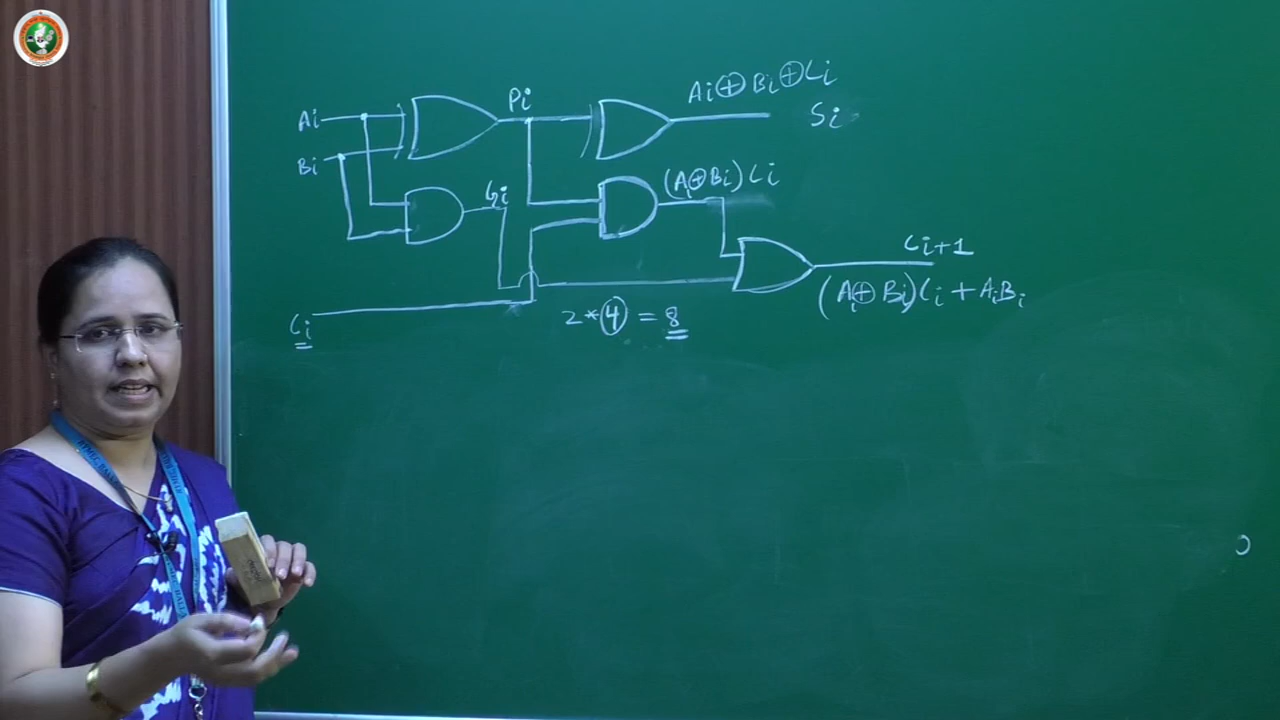 Ai⊕Bi⊕Ci
Ai
Pi
Si
Bi
Gi
(Ai⊕Bi)Ci
Ci+1
(Ai⊕Bi)Ci+AiBi
Ci
2*4=8